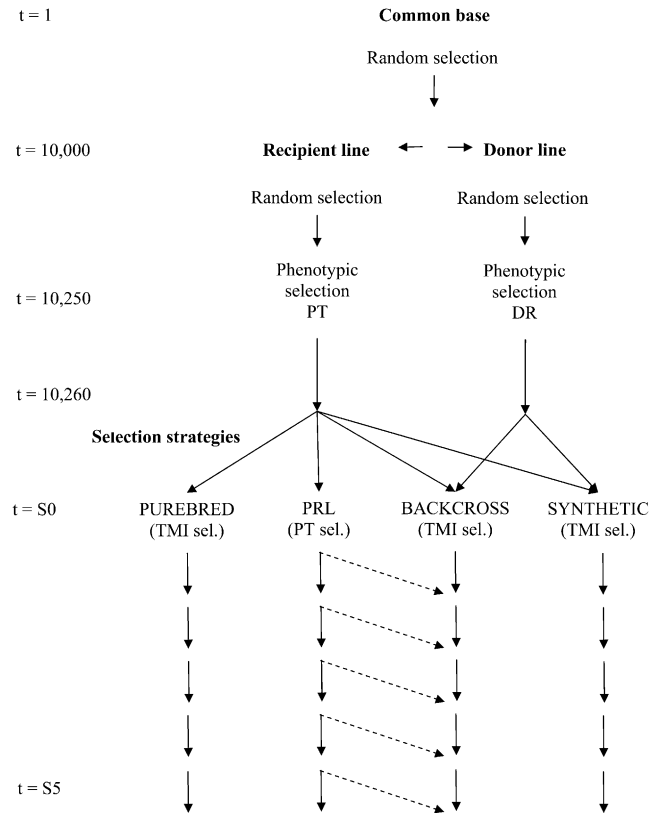 t = 1
Common base
Random selection
t = 10,000
Recipient line
Donor line
Random selection
Random selection
Phenotypic
selection
PT
Phenotypic
selection
DR
t = 10,250
t = 10,260
Selection strategies
t = S0
PUREBRED
(TMI sel.)
PRL
(PT sel.)
BACKCROSS
(TMI sel.)
SYNTHETIC
(TMI sel.)
t = S5